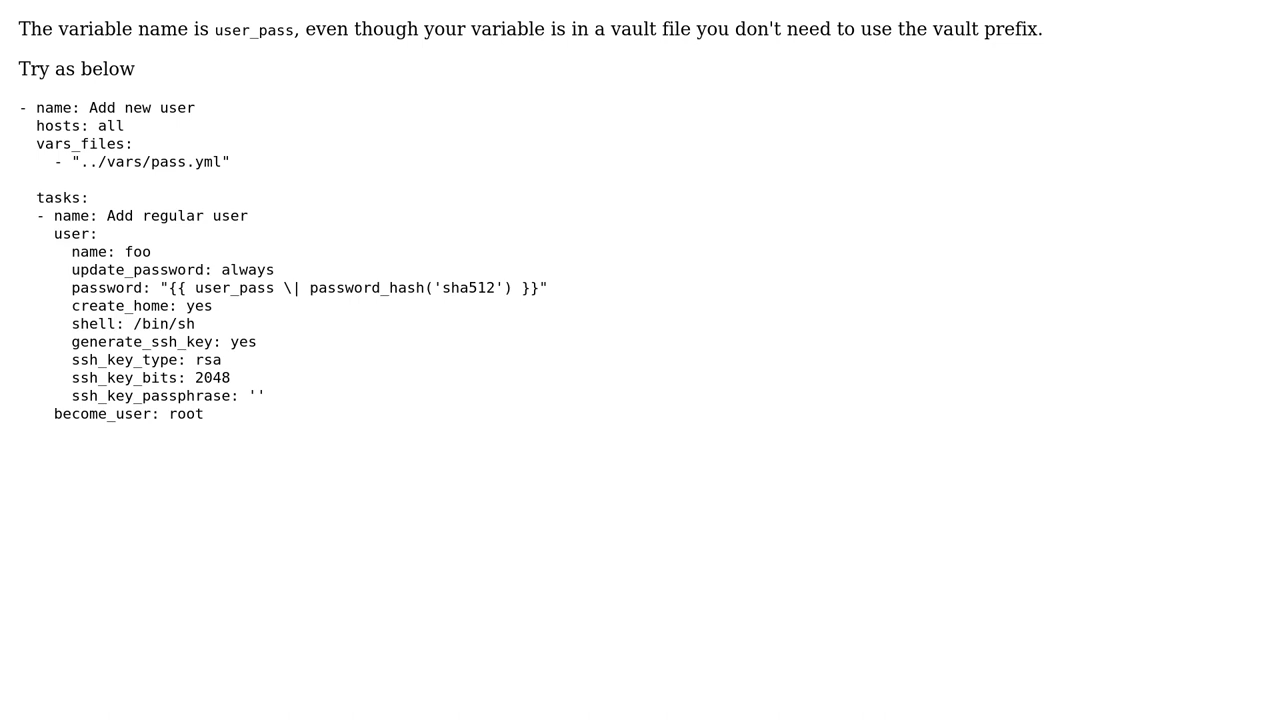 The variable name is user_pass, even though your variable is in a vault file you don't need to use the vault prefix.
Try as below
- name: Add new user
  hosts: all
  vars_files:
    - "../vars/pass.yml"

  tasks:
  - name: Add regular user
    user:
      name: foo
      update_password: always
      password: "{{ user_pass \| password_hash('sha512') }}"
      create_home: yes
      shell: /bin/sh
      generate_ssh_key: yes
      ssh_key_type: rsa
      ssh_key_bits: 2048
      ssh_key_passphrase: ''
    become_user: root